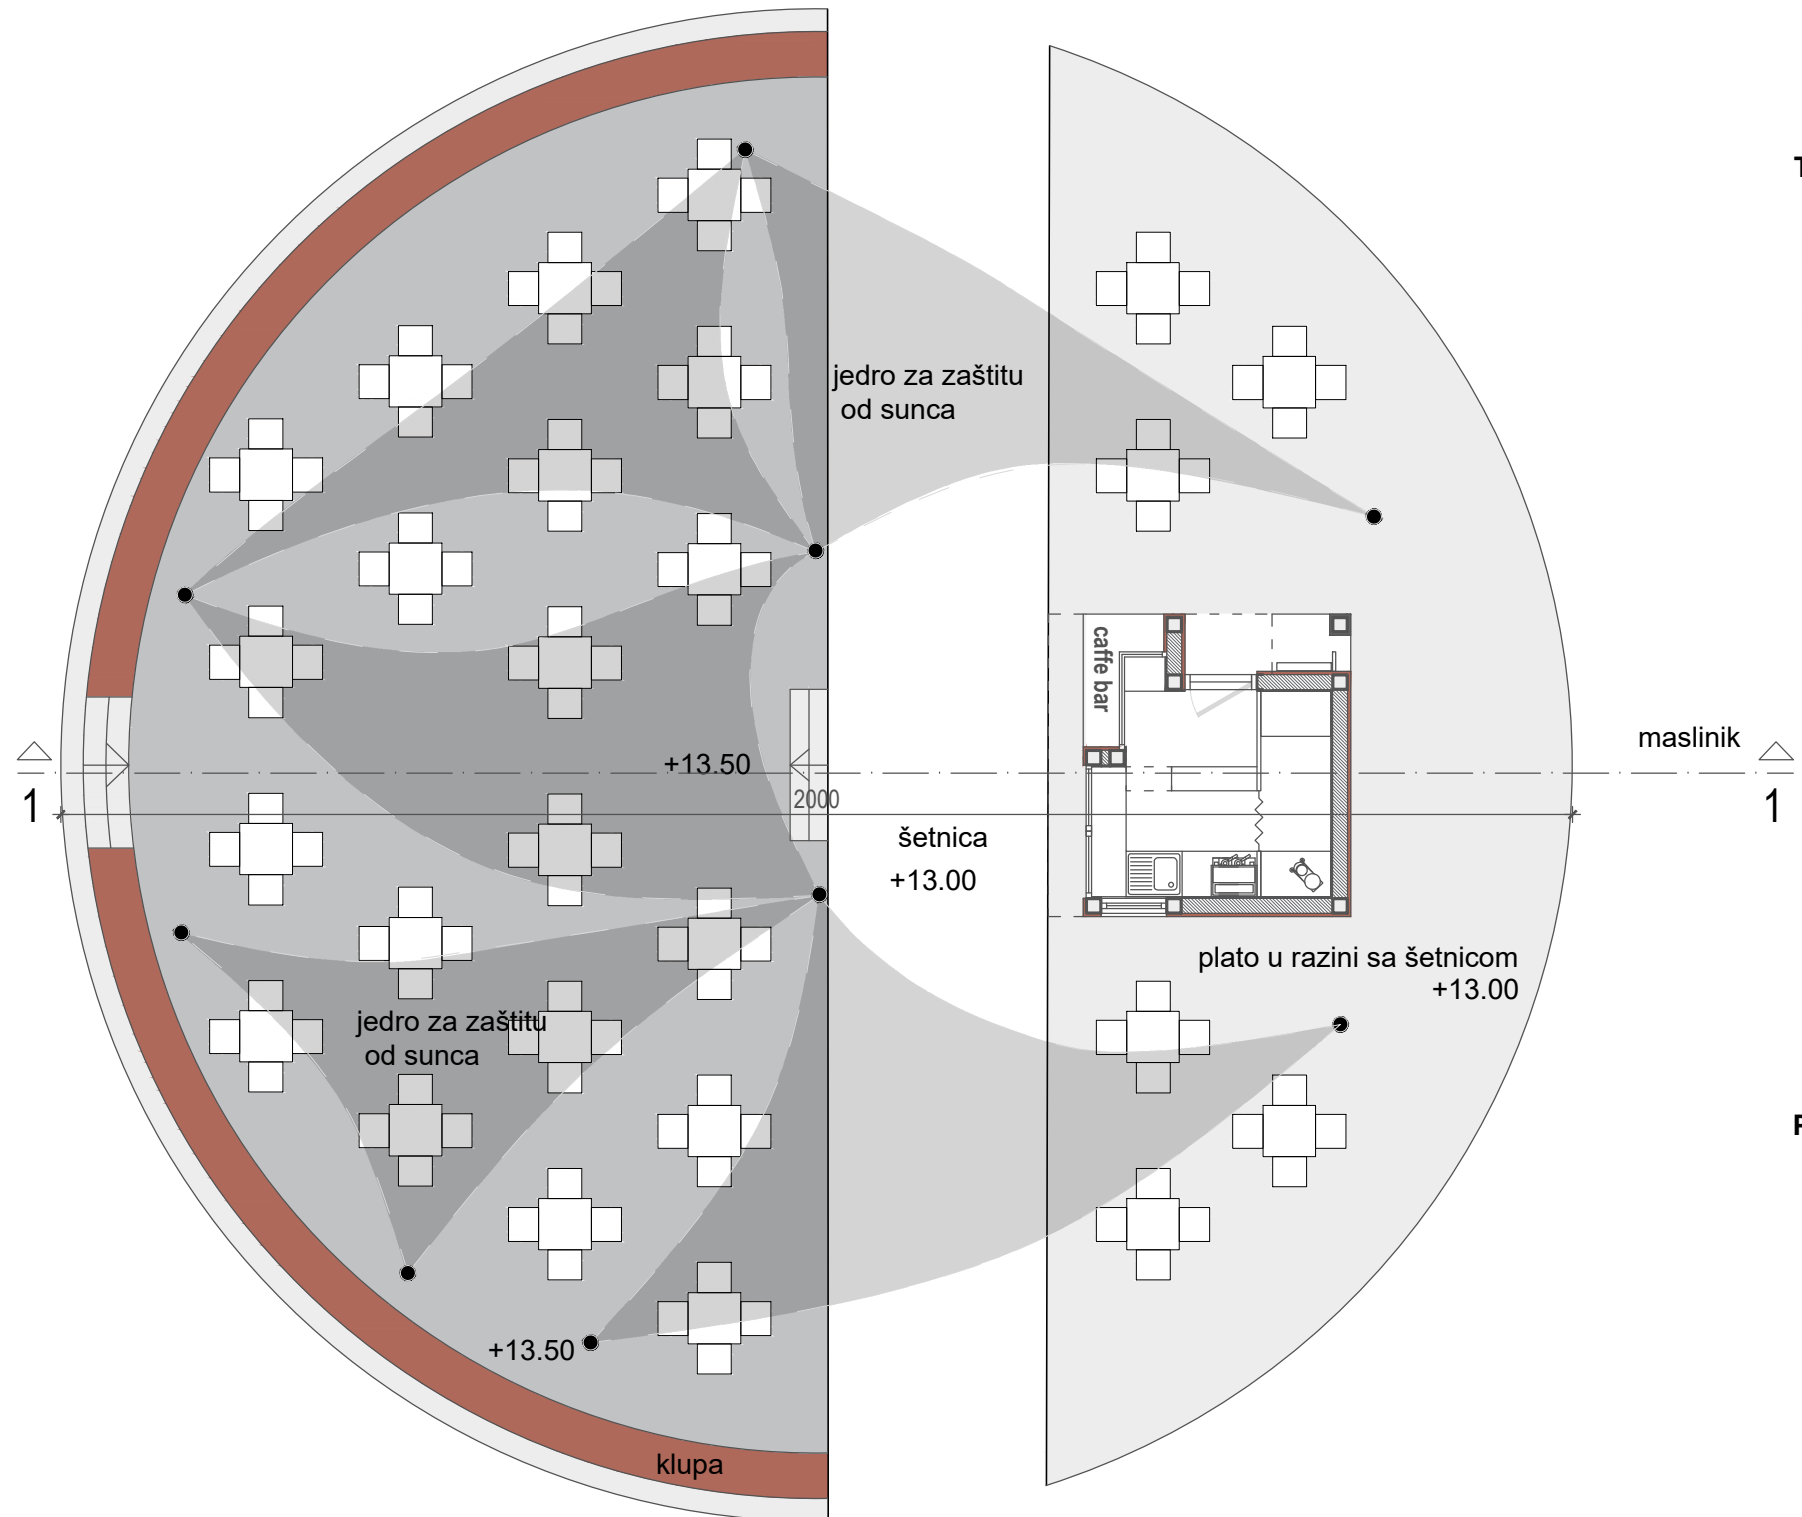 T
jedro za zaštitu
od sunca
caffe bar
maslinik
+13.50
2000
1
1
šetnica
+13.00
plato u razini sa šetnicom
+13.00
jedro za zaštitu
od sunca
P
+13.50
klupa